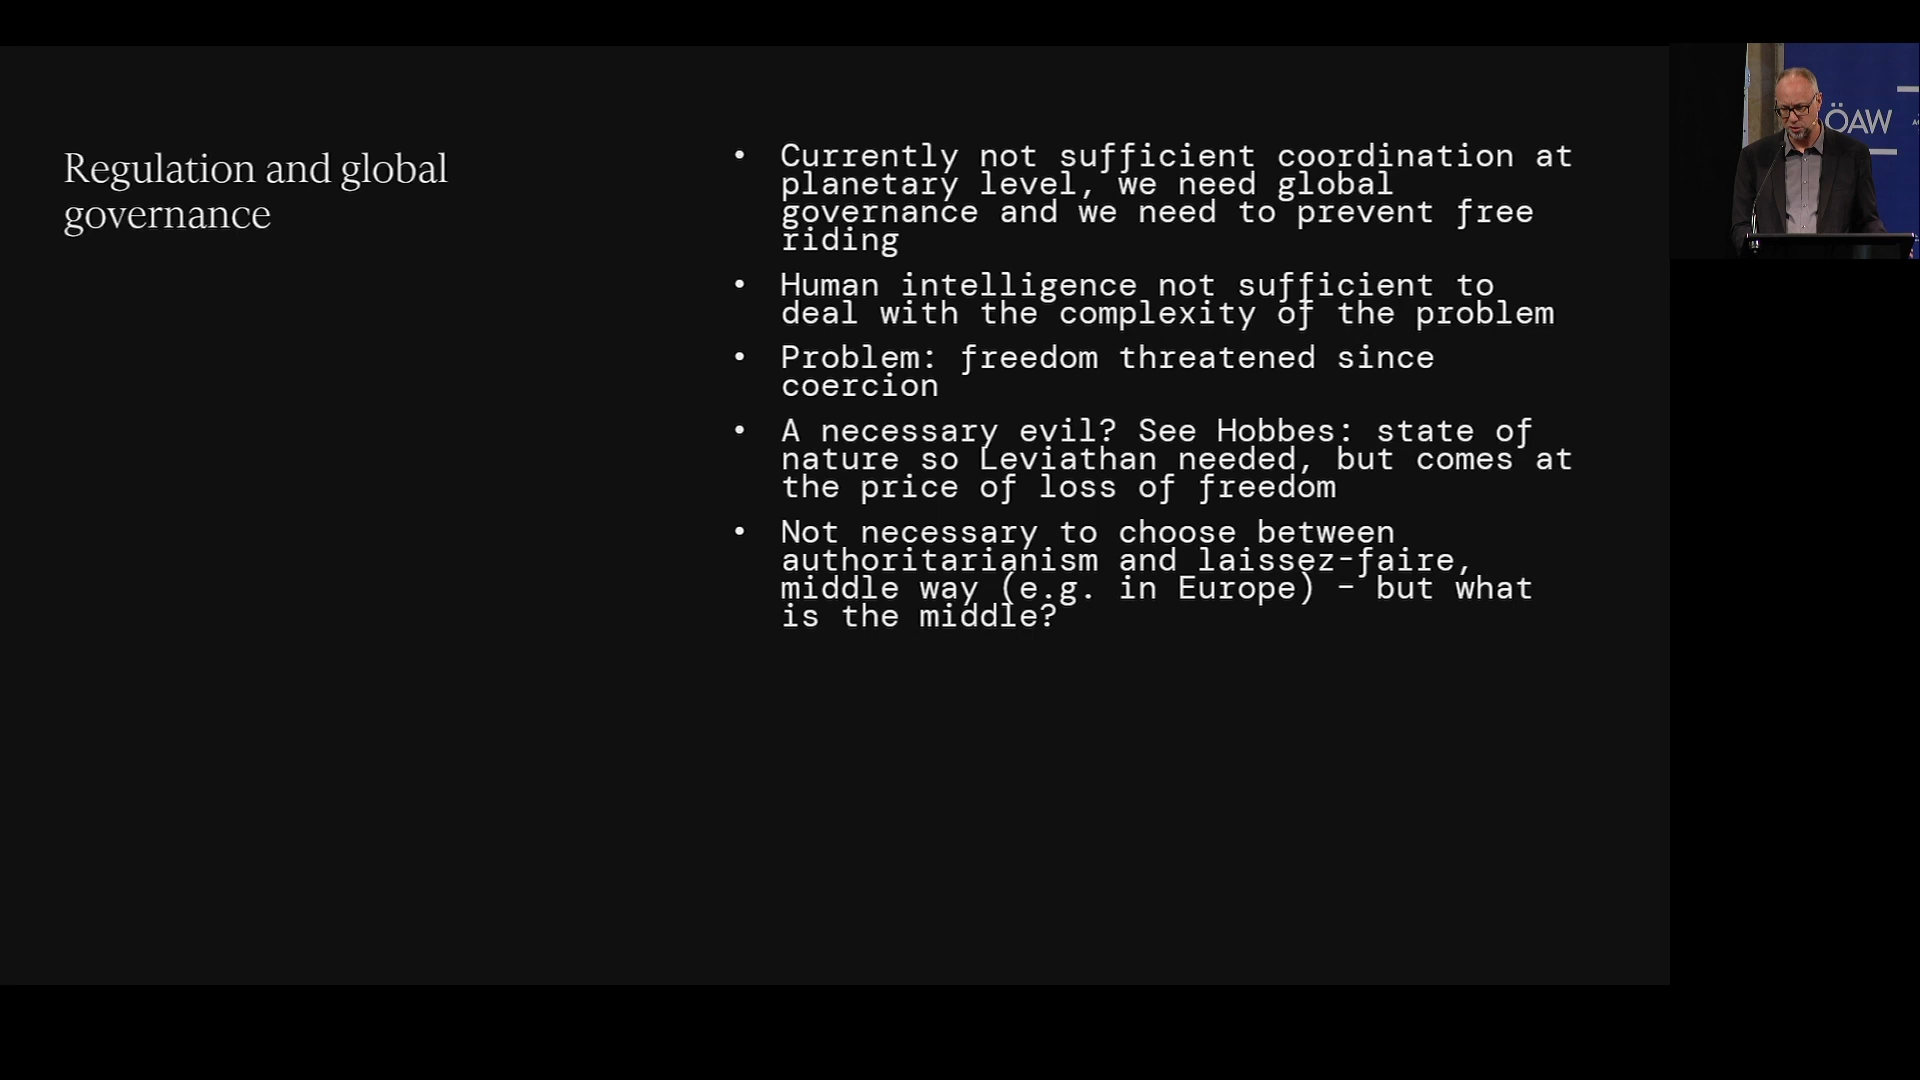 Regulation and global
governance
• Currently not sufficient coordination at
planetary level, we need global
governance and we need to prevent free
riding
• Human intelligence not sufficient to
deal with the complexity of the problem
• Problem: freedom threatened since
coercion
• A necessary evil? See Hobbes: state of
nature so Leviathan needed, but comes at
the price of loss of freedom
• Not necessary to choose between
authoritarianism and laissez-faire,
middle way (e.g. in Europe) – but what
is the middle?
ÖAW